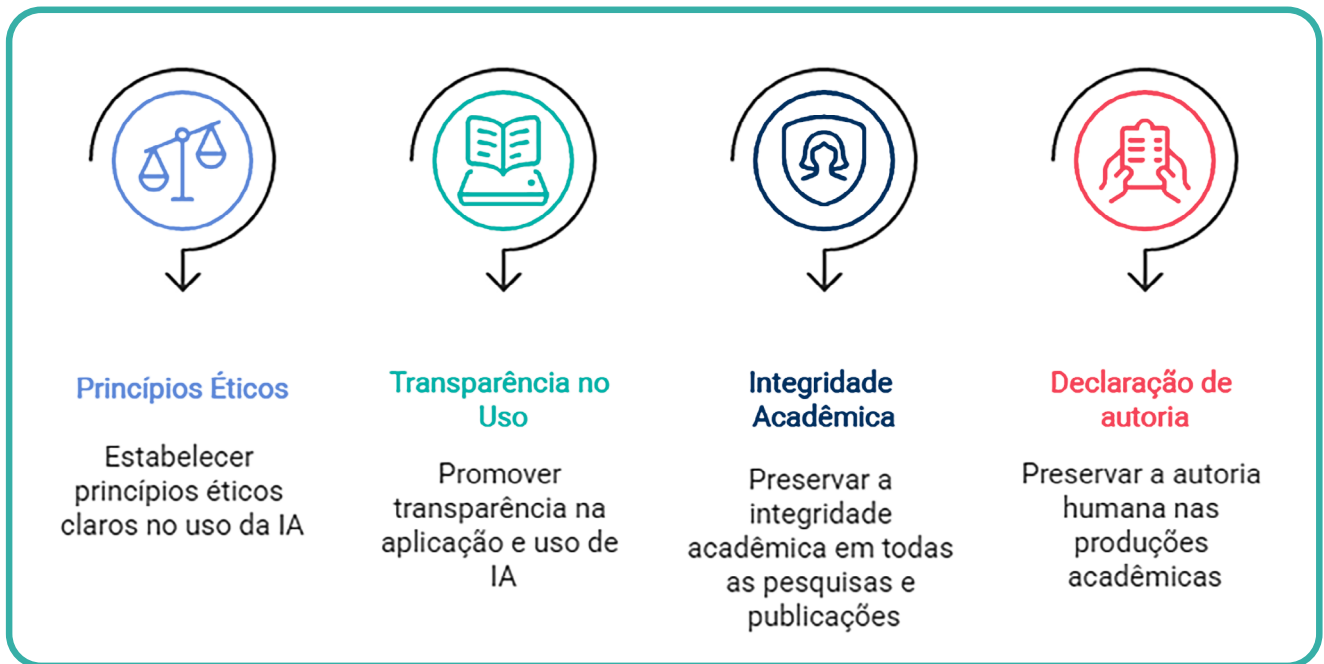 Princípios Éticos
Estabelecer
princípios éticos
claros no uso da IA
Transparência no
Uso
Promover
transparência na
aplicação e uso de
IA
Integridade
Acadêmica
Preservar a
integridade
acadêmica em todas
as pesquisas e
publicações
Declaração de
autoria
Preservar a autoria
humana nas
produções
acadêmicas